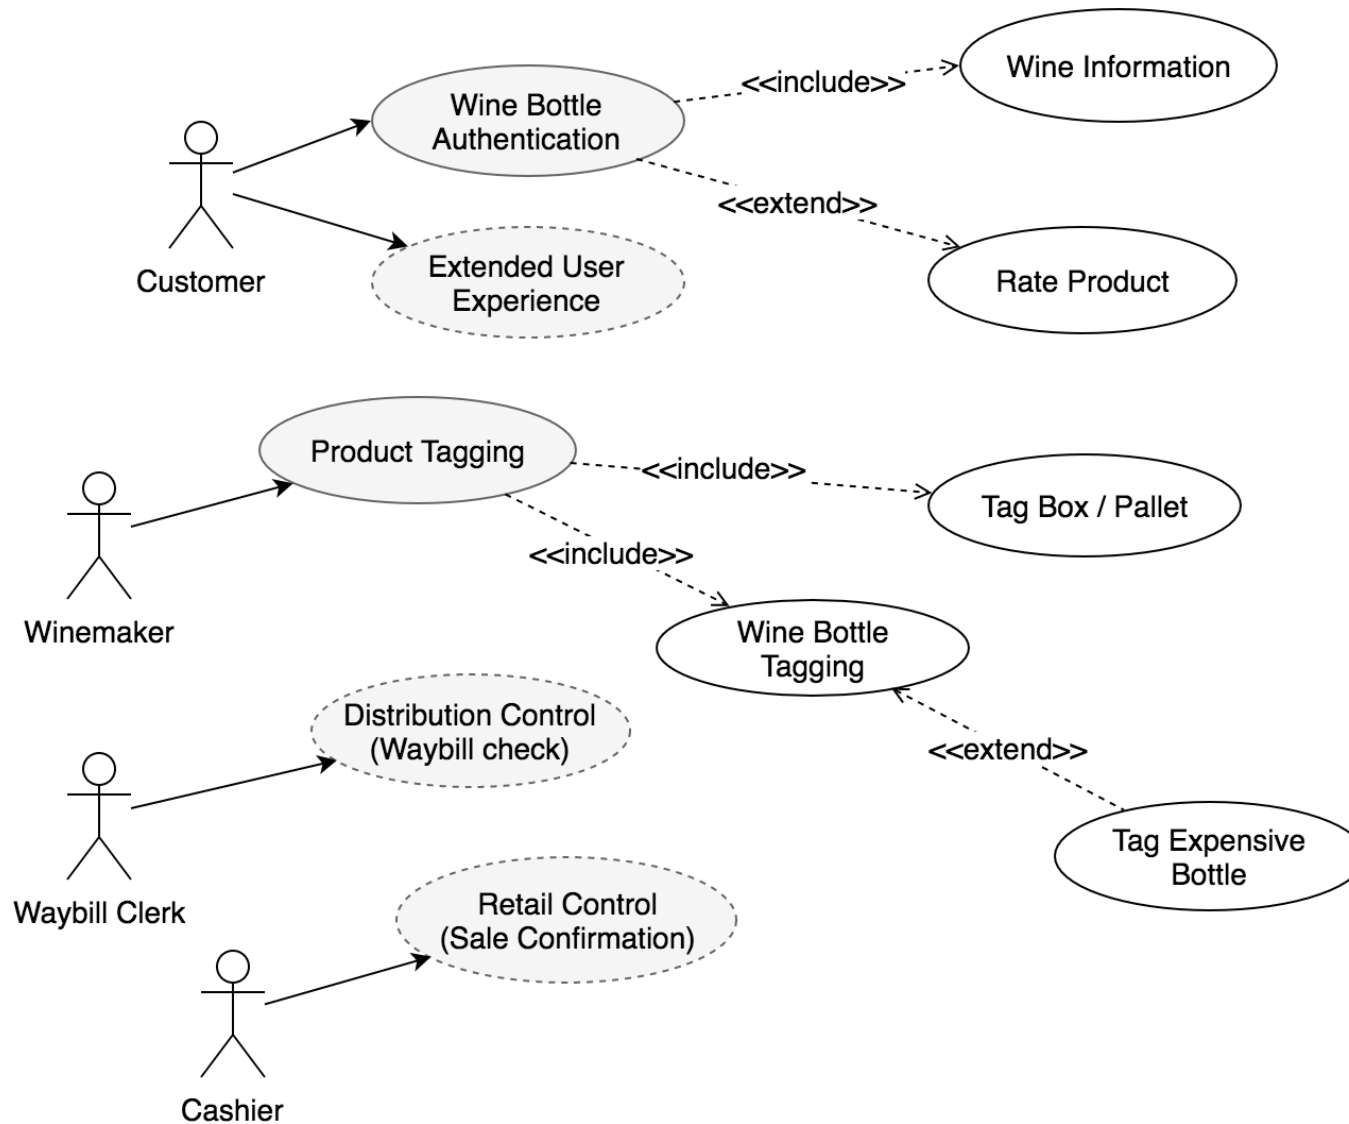 Wine Information
<<include>>
Wine Bottle
Authentication
<<extend>>
Customer
Extended User
Experience
Rate Product
Product Tagging
<<include>>
Tag Box / Pallet
<<include>>
Winemaker
Wine Bottle
Tagging
Distribution Control
(Waybill check)
<<extend>>
Tag Expensive
Bottle
Waybill Clerk
Retail Control
(Sale Confirmation)
Cashier